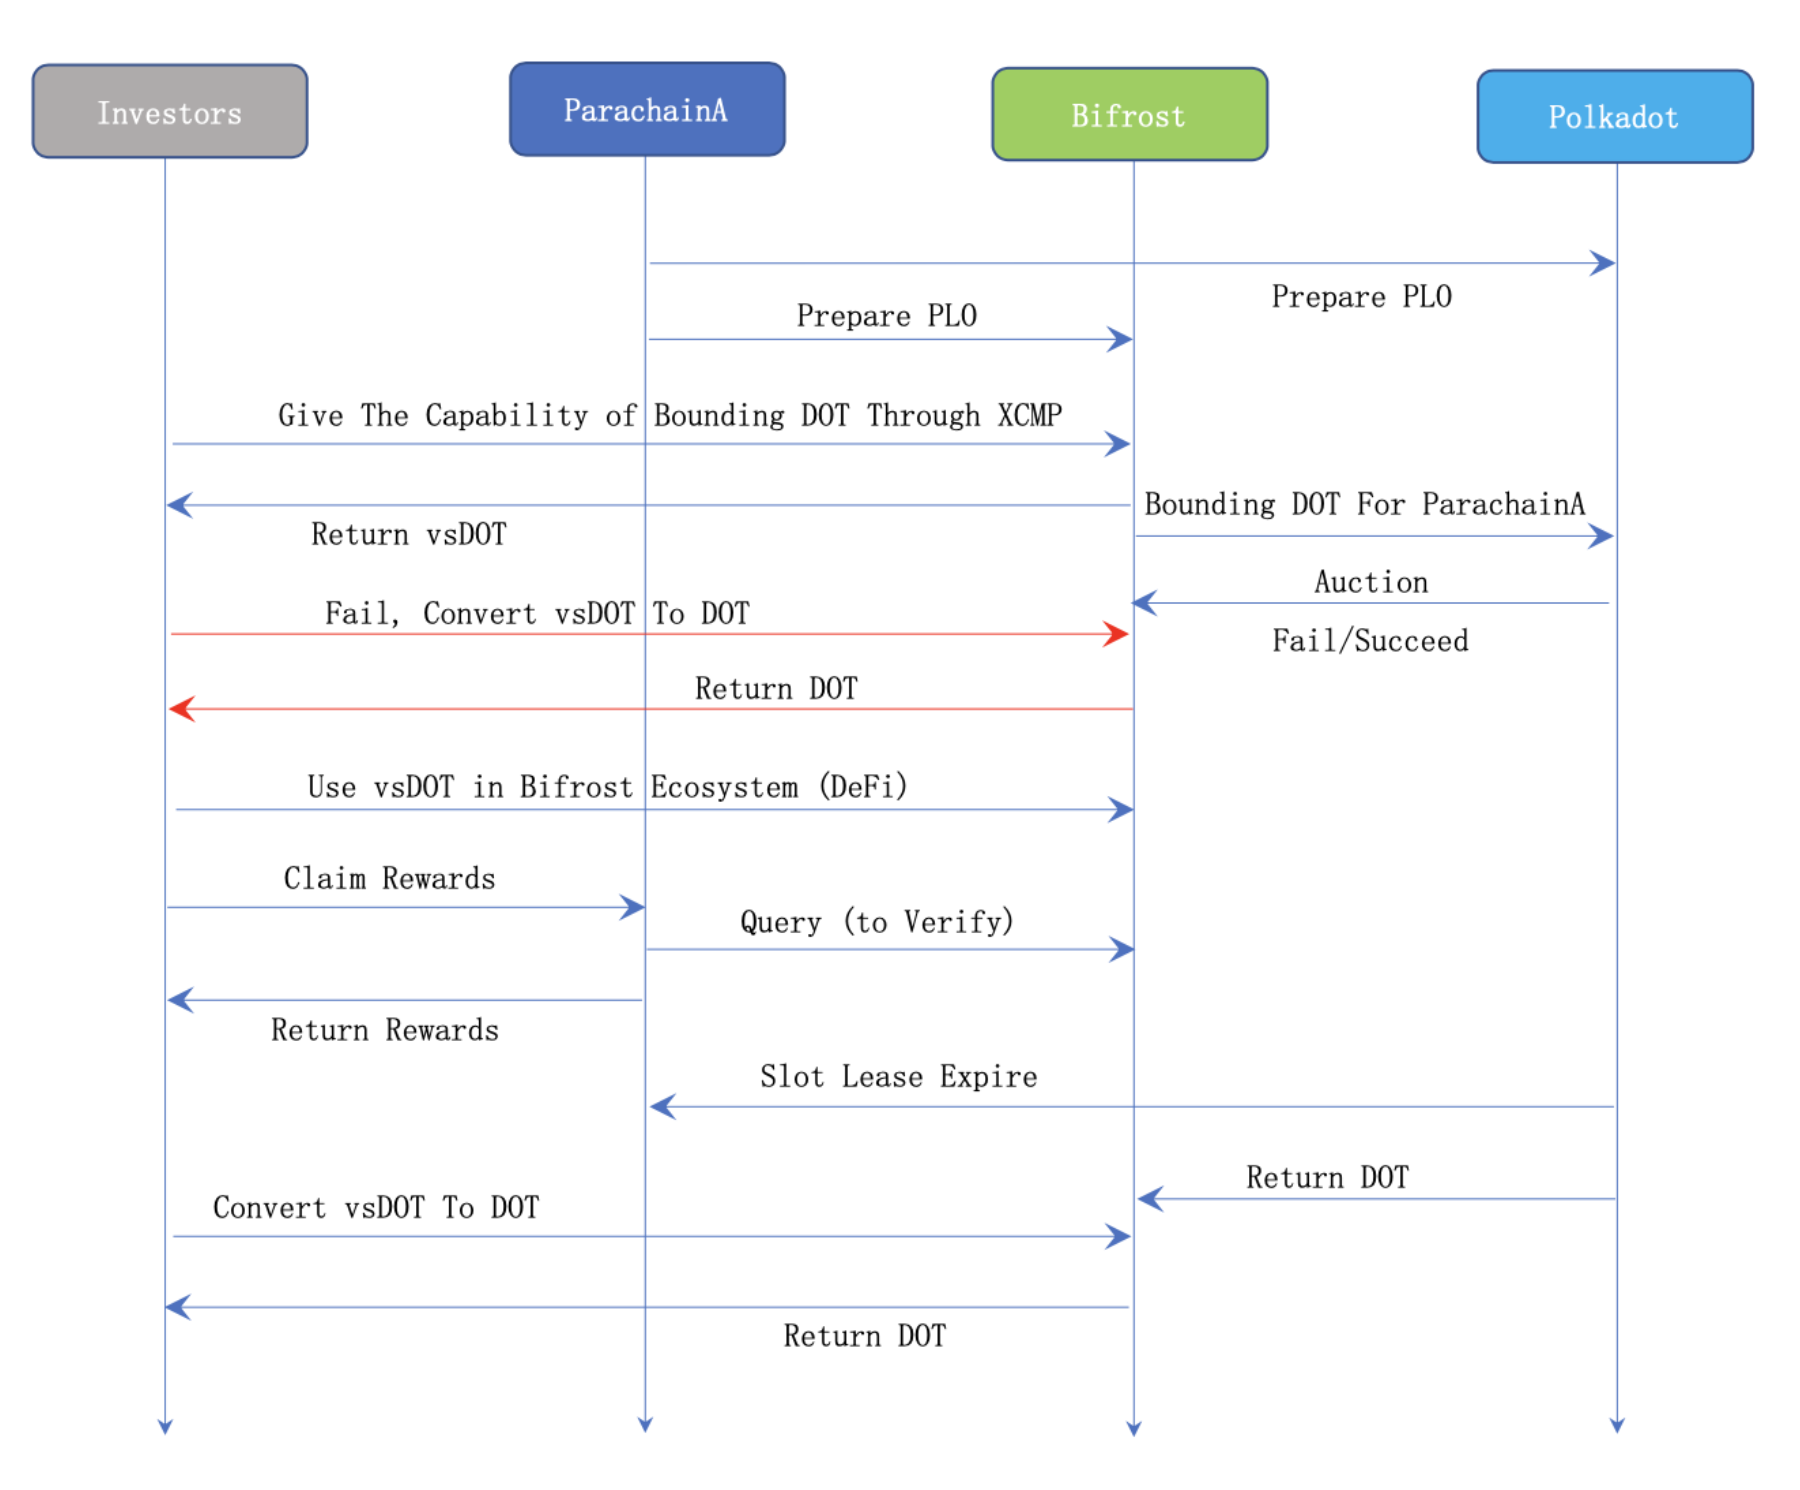 Investors
ParachainA
Bifrost
Polkadot
Prepare PLO
Prepare PLO
Give The Capability of Bounding DOT Through XCMP
Return vsDOT
Bounding DOT For ParachainA
Auction
Fail, Convert vsDOT To DOT
Fail/Succeed
Return DOT
Use vsDOT in Bifrost Ecosystem (DeFi)
Claim Rewards
Query (to Verify)
Return Rewards
Slot Lease Expire
Return DOT
Convert vsDOT To DOT
Return DOT